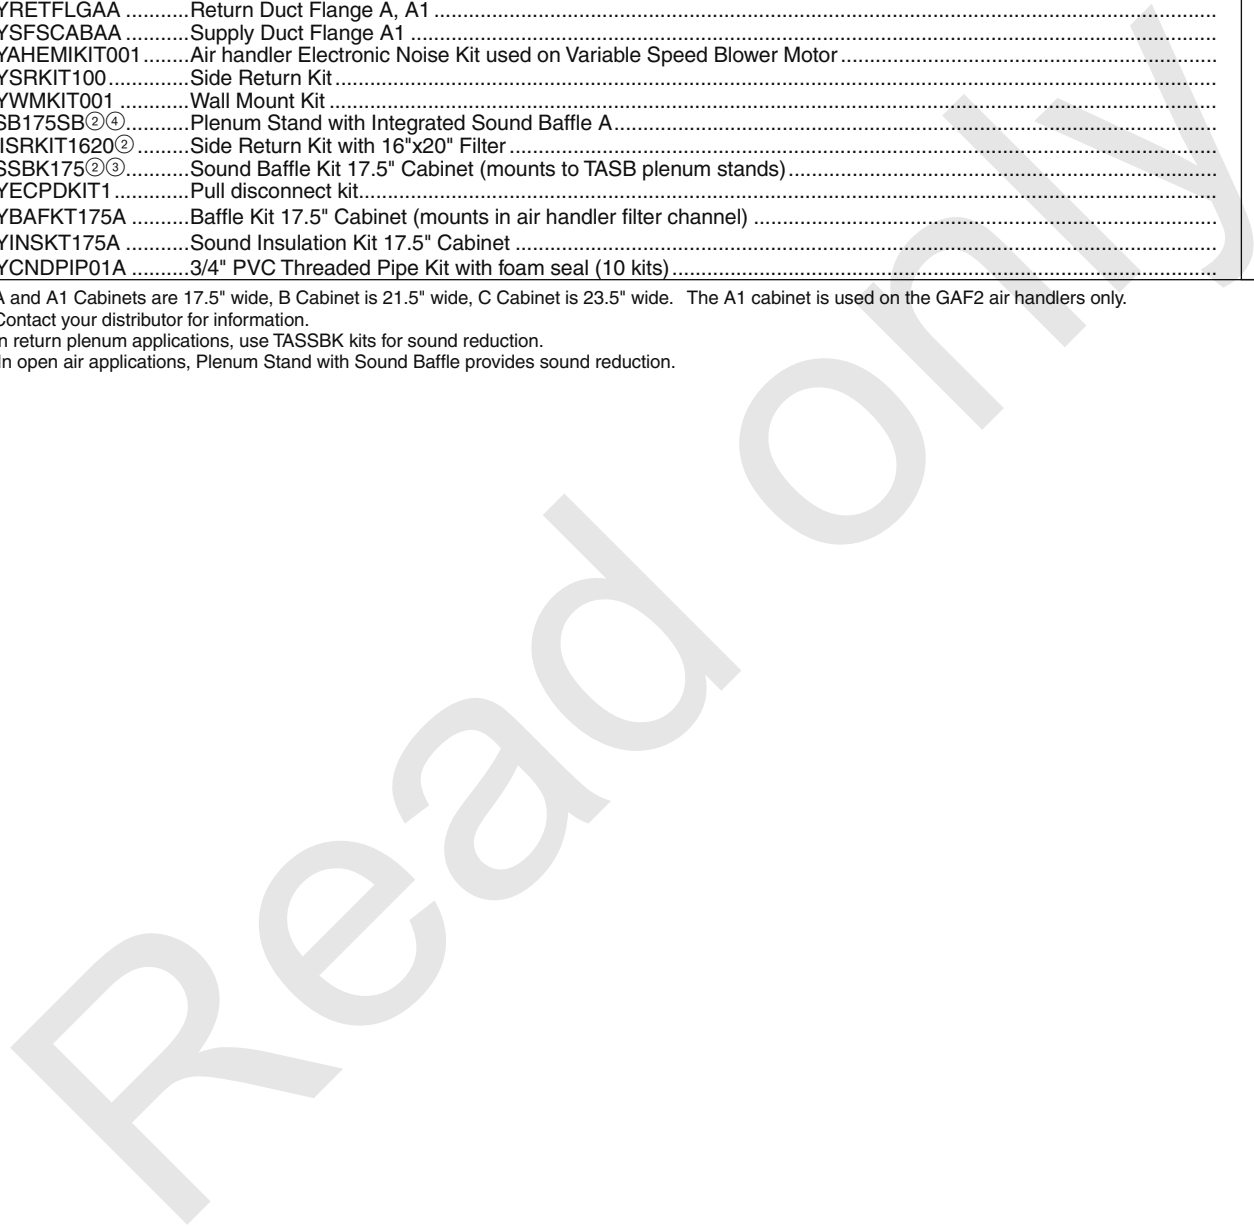 YRETFLGAA ...........Return Duct Flange A, A1
YSFSCABAA ...........Supply Duct Flange A1
YAHEMIKIT001........Air handler Electronic Noise Kit used on Variable Speed Blower Motor
YSRKIT100..............Side Return Kit
YWMKIT001 ............Wall Mount Kit
SB175SB②④...........Plenum Stand with Integrated Sound Baffle A
ISRKIT1620② .........Side Return Kit with 16"x20" Filter
SSBK175②③...........Sound Baffle Kit 17.5" Cabinet (mounts to TASB plenum stands)
YECPDKIT1.............Pull disconnect kit
YBAFKT175A ..........Baffle Kit 17.5" Cabinet (mounts in air handler filter channel)
YINSKT175A ...........Sound Insulation Kit 17.5" Cabinet
YCNDPIP01A ..........3/4" PVC Threaded Pipe Kit with foam seal (10 kits)
A and A1 Cabinets are 17.5" wide, B Cabinet is 21.5" wide, C Cabinet is 23.5" wide. The A1 cabinet is used on the GAF2 air handlers only.
Contact your distributor for information.
n return plenum applications, use TASSBK kits for sound reduction.
In open air applications, Plenum Stand with Sound Baffle provides sound reduction.
Read only